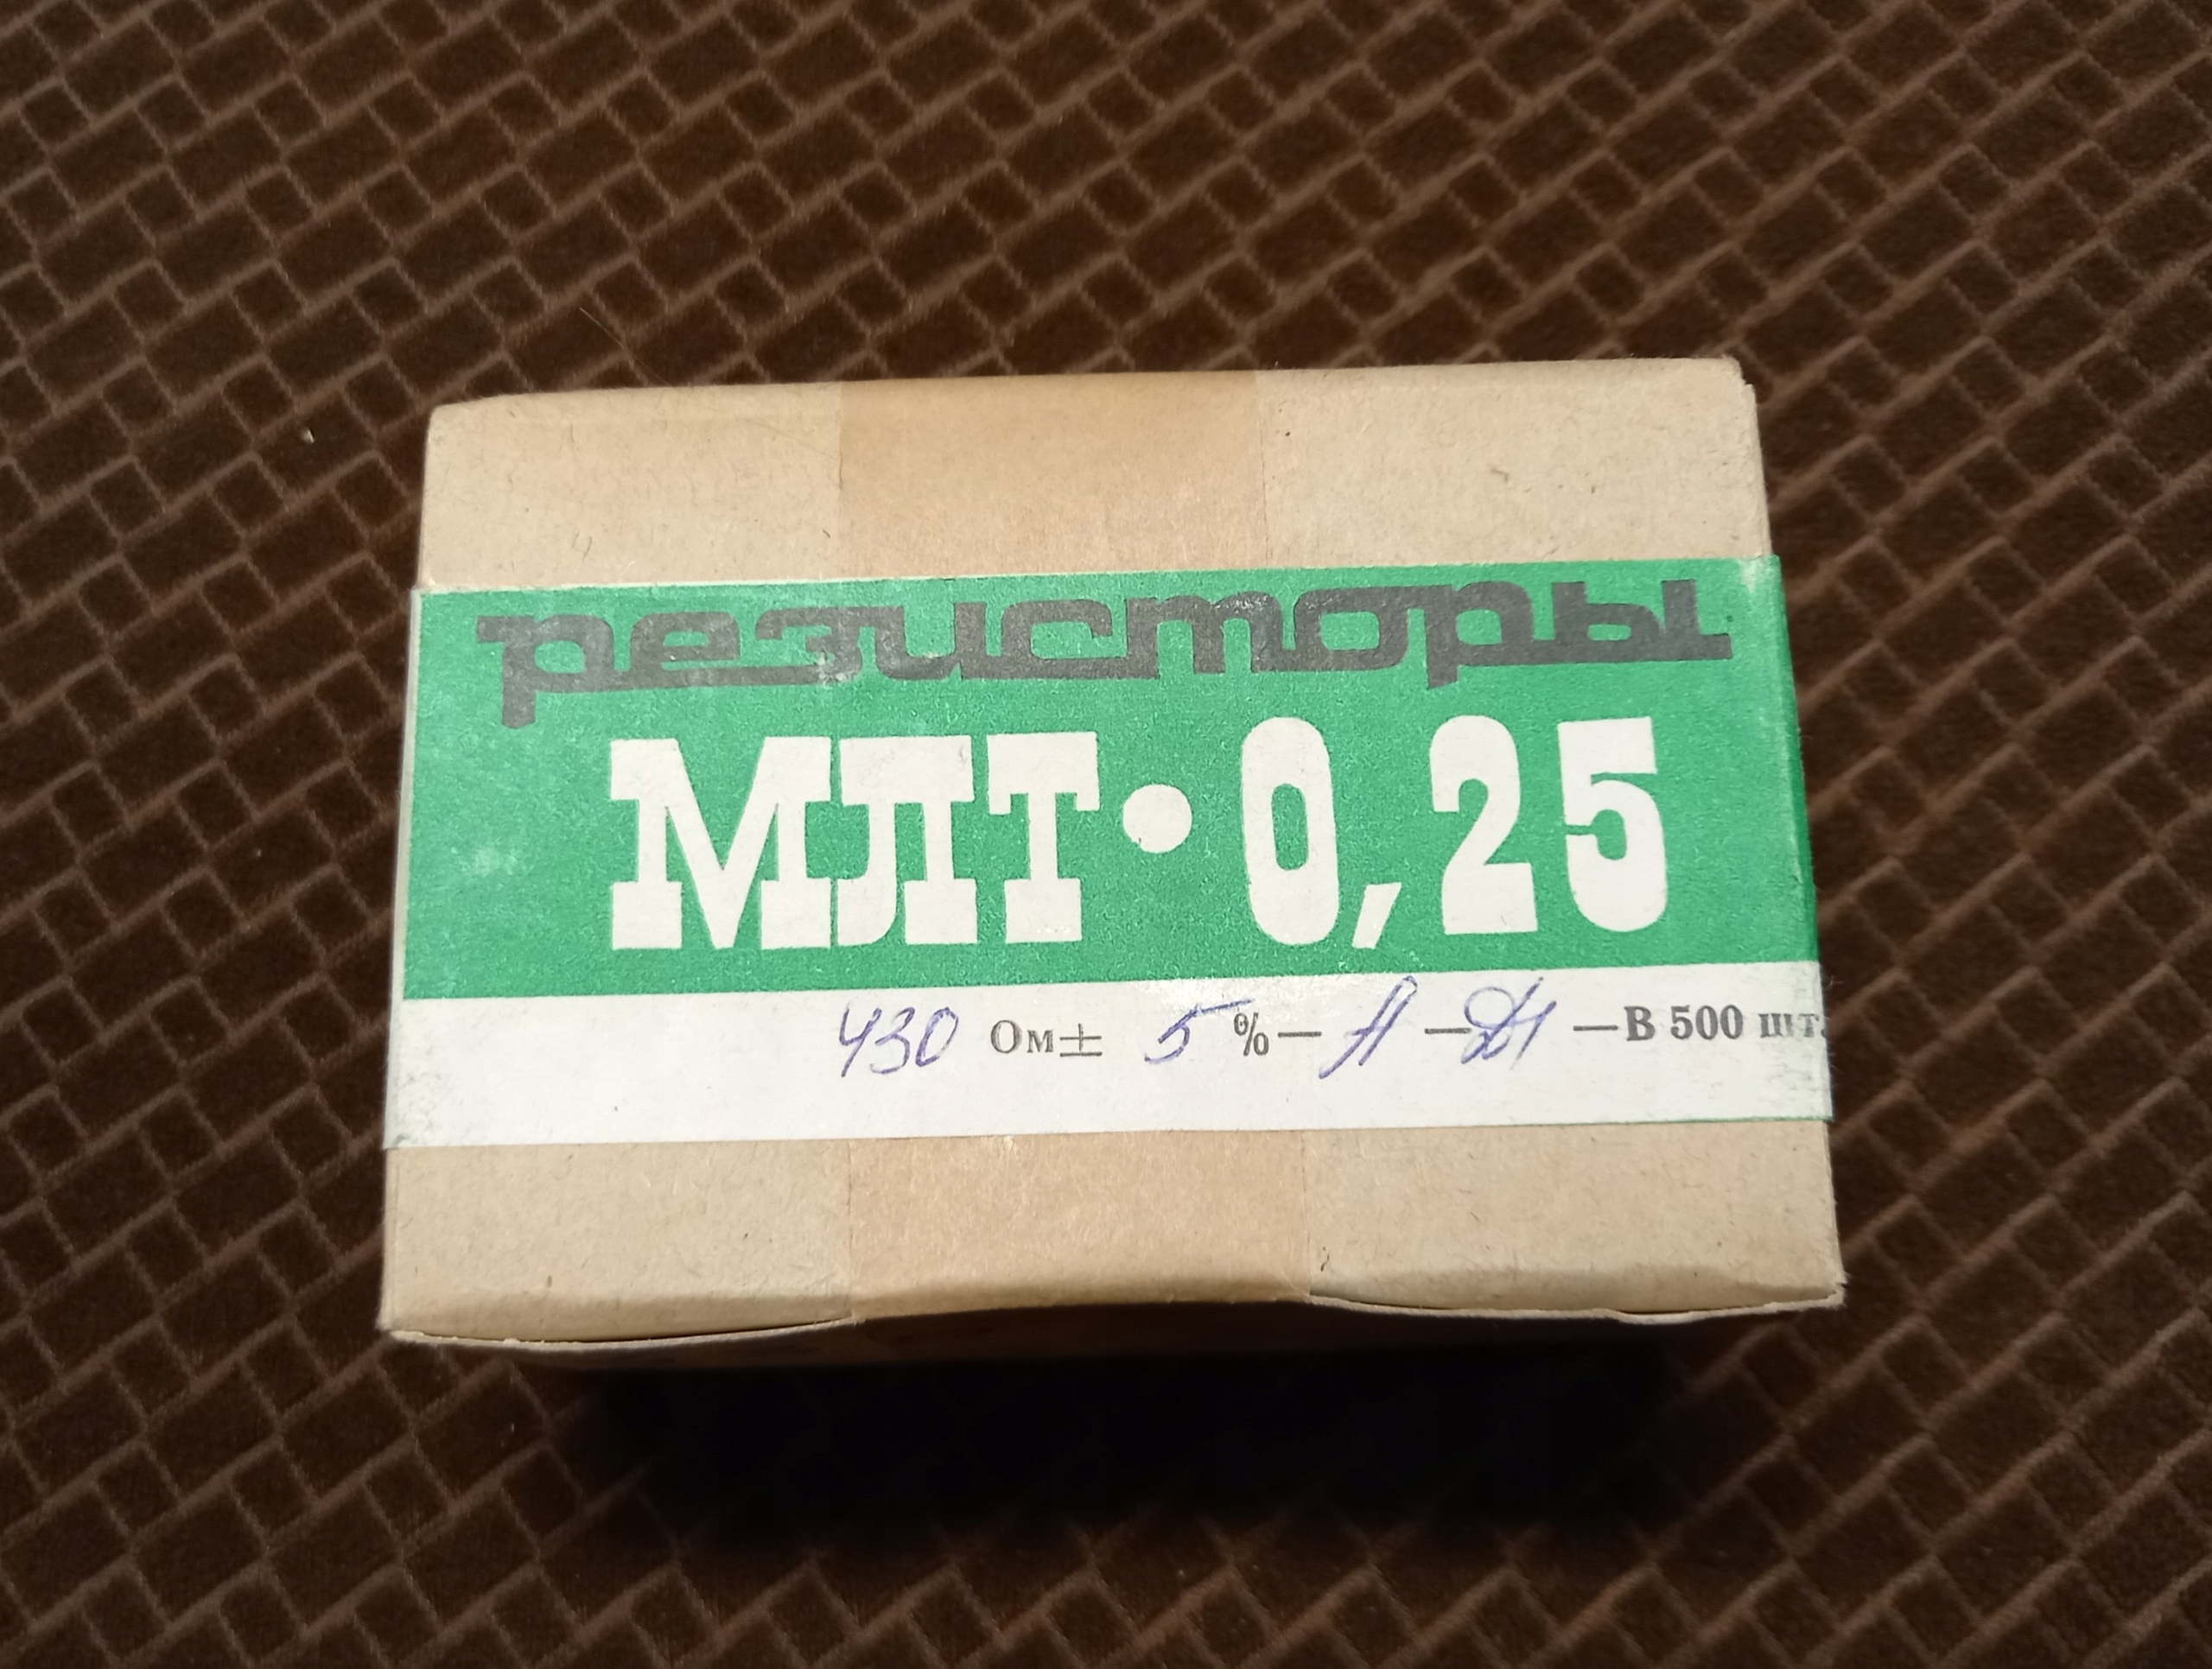 резисторы
МЛТ•0,25
430 Ом± 5 %— А —Д1 —В 500 шт.